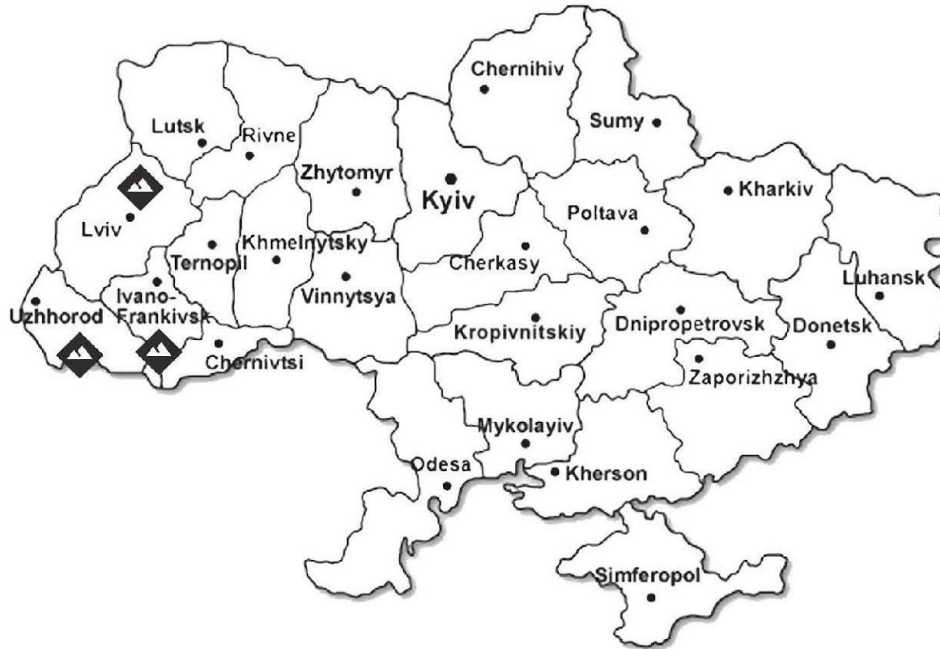 Chernihiv
Sumy
Lutsk
Rivne
Zhytomyr
Kyiv
Kharkiv
Poltava
Lviv
Khmelnytsky
Ternopil
Cherkasy
Vinnytsya
Luhansk
Ivano-
Frankivsk
Uzhhorod
Kropivnitskiy
Dnipropetrovsk
Donetsk
Chernivtsi
Zaporizhzhya
Mykolayiv
Odesa
Kherson
Simferopol